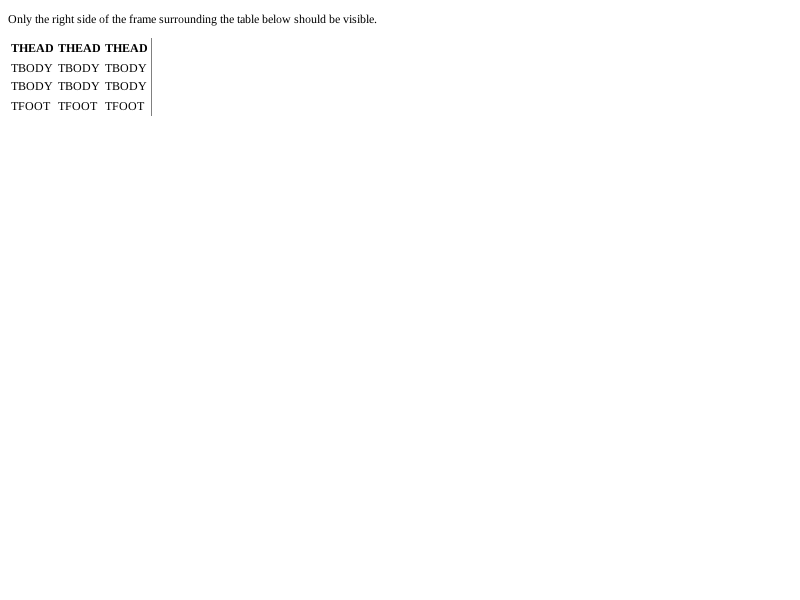 Only the right side of the frame surrounding the table below should be visible.
THEAD THEAD THEAD
TBODY TBODY TBODY
TBODY TBODY TBODY
TFOOT TFOOT TFOOT